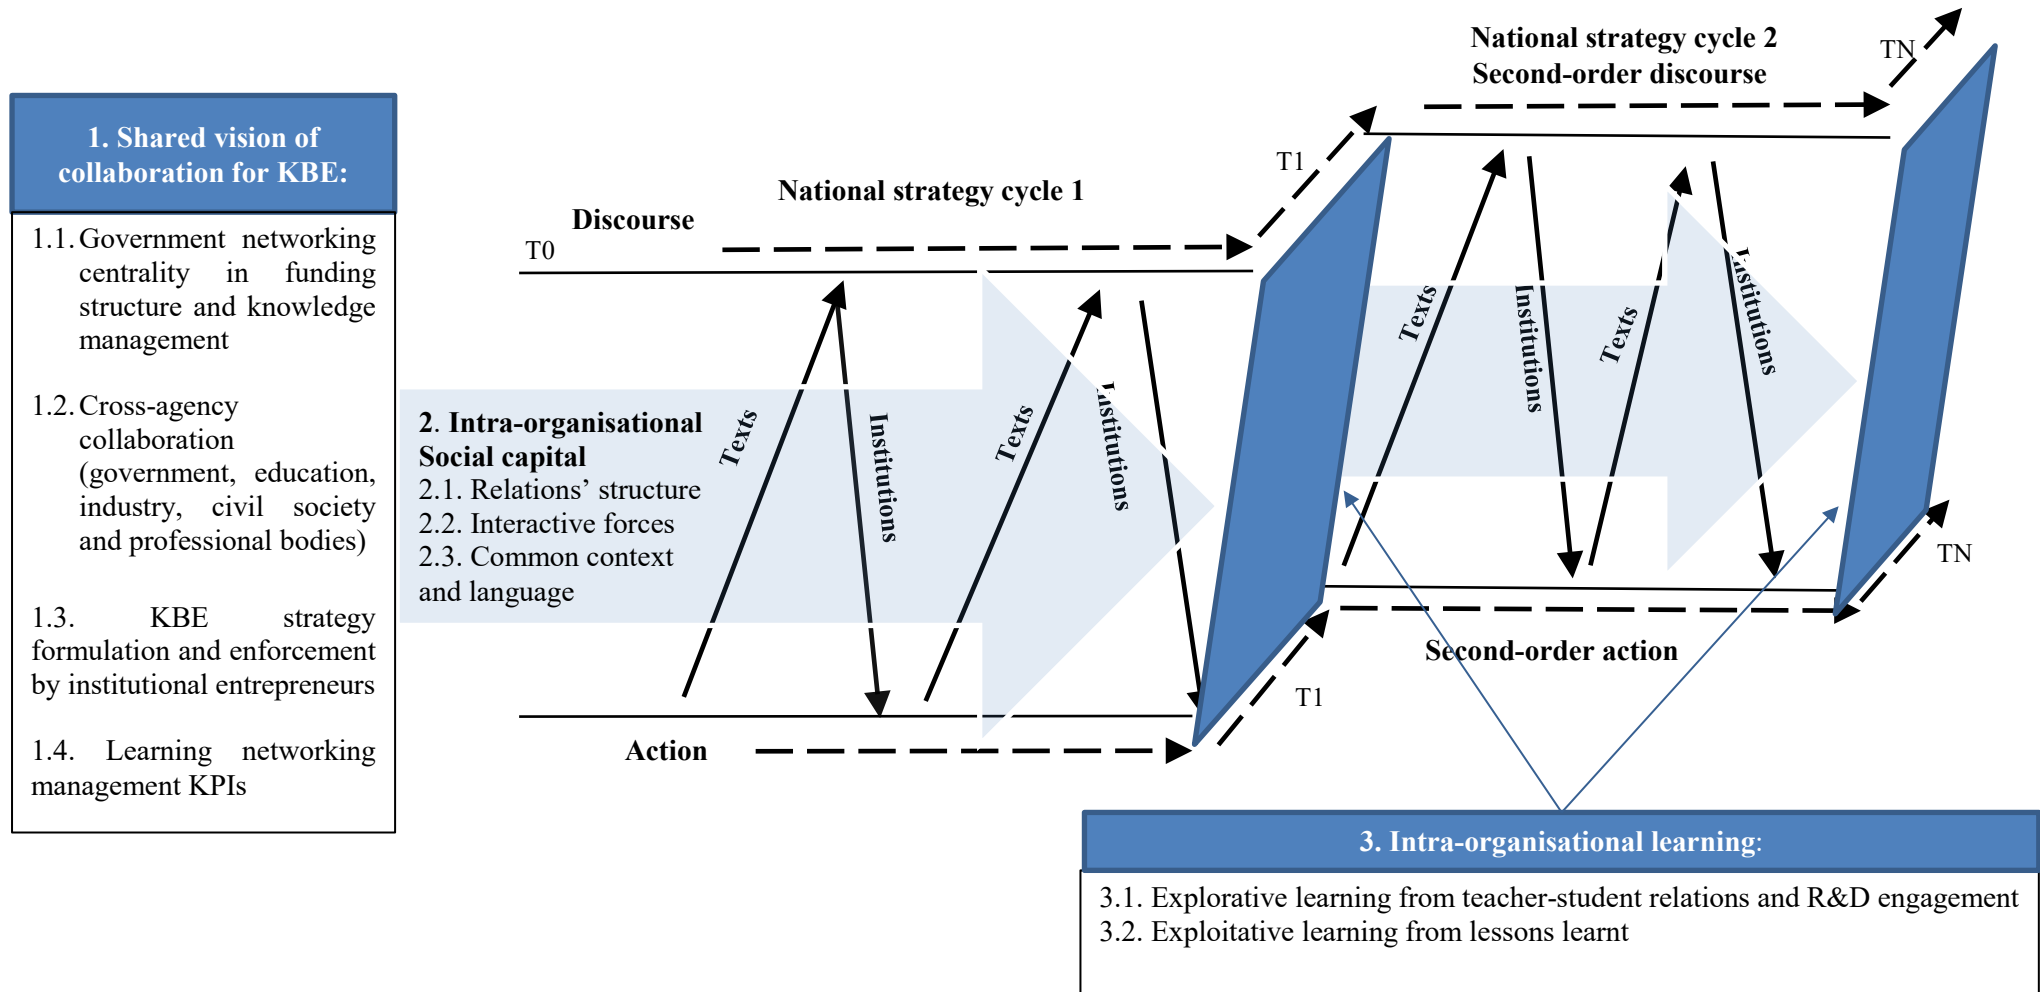 1. Shared vision of
collaboration for KBE:
1.1. Government networking
centrality in funding
structure and knowledge
management
1.2. Cross-agency
collaboration
(government, education,
industry, civil society
and professional bodies)
1.3. KBE strategy
formulation and enforcement
by institutional entrepreneurs
1.4. Learning networking
management KPIs
2. Intra-organisational
Social capital
2.1. Relations’ structure
2.2. Interactive forces
2.3. Common context
and language
National strategy cycle 1
Discourse
T0
Texts
Institutions
Texts
Institutions
Action
T1
T1
National strategy cycle 2
Second-order discourse
TN
Texts
Institutions
Texts
Institutions
TN
Second-order action
3. Intra-organisational learning:
3.1. Explorative learning from teacher-student relations and R&D engagement
3.2. Exploitative learning from lessons learnt